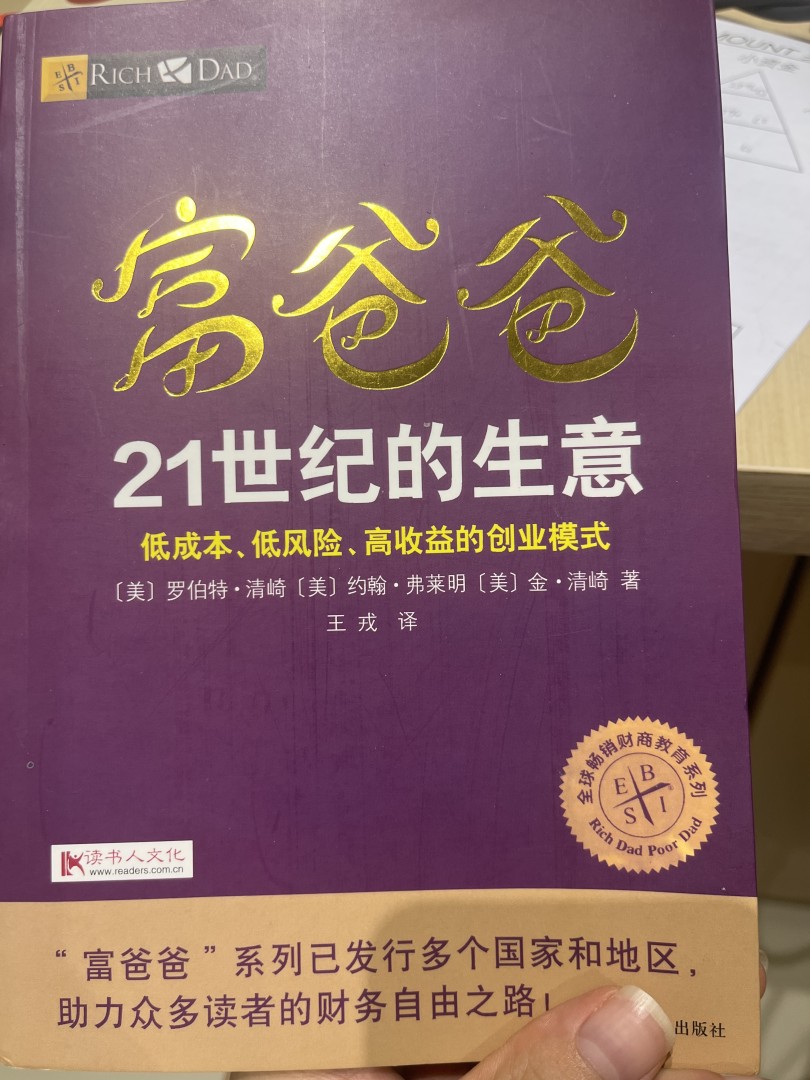 EBSI RICH DAD
富爸爸
21世纪的生意
低成本、低风险、高收益的创业模式
〔美〕罗伯特·清崎〔美〕约翰·弗莱明〔美〕金·清崎 著
王戎 译
全球畅销财商教育系列
E B S I
Rich Dad Poor Dad
读书人文化
www.readers.com.cn
“富爸爸”系列已发行多个国家和地区，
助力众多读者的财务自由之路！
出版社
MOUNT